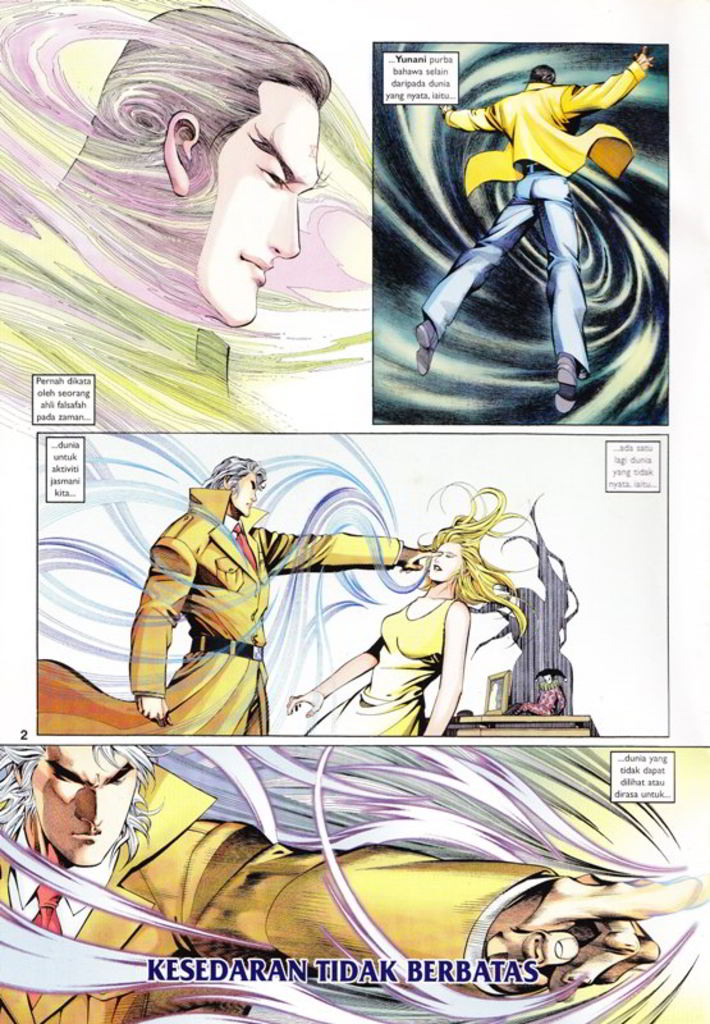 Pernah dikata
oleh seorang
ahli falsafah
pada zaman...
...Yunani purba
bahawa selain
daripada dunia
yang nyata, iaitu...
...dunia
untuk
aktiviti
jasmani
kita...
...ada satu
lagi dunia
yang tidak
nyata, iaitu...
2
...dunia yang
tidak dapat
dilihat atau
dirasa untuk...
KESEDARAN TIDAK BERBATAS